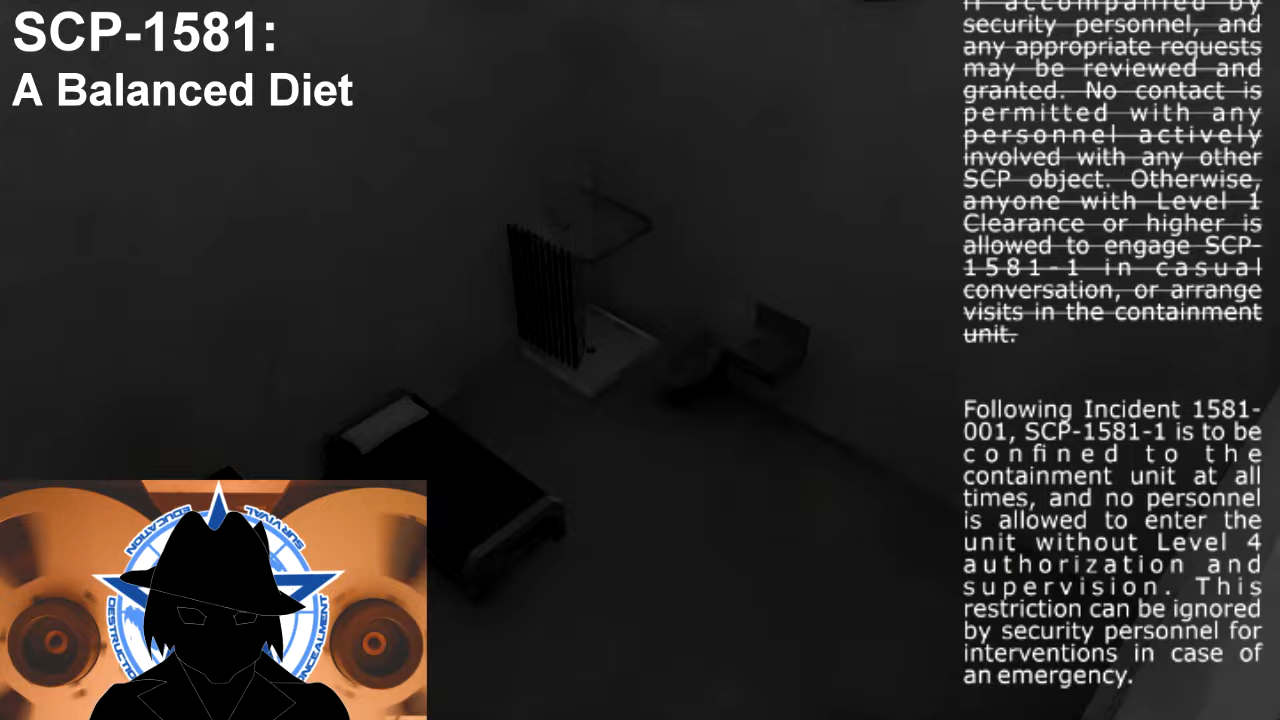 SCP-1581:
A Balanced Diet
if accompanied by
security personnel, and
any appropriate requests
may be reviewed and
granted. No contact is
permitted with any
personnel actively
involved with any other
SCP object. Otherwise,
anyone with Level 1
Clearance or higher is
allowed to engage SCP-
1581-1 in casual
conversation, or arrange
visits in the containment
unit.
Following Incident 1581-
001, SCP-1581-1 is to be
confined to the
containment unit at all
times, and no personnel
is allowed to enter the
unit without Level 4
authorization and
supervision. This
restriction can be ignored
by security personnel for
interventions in case of
an emergency.
EDUCATION
SURVIVAL